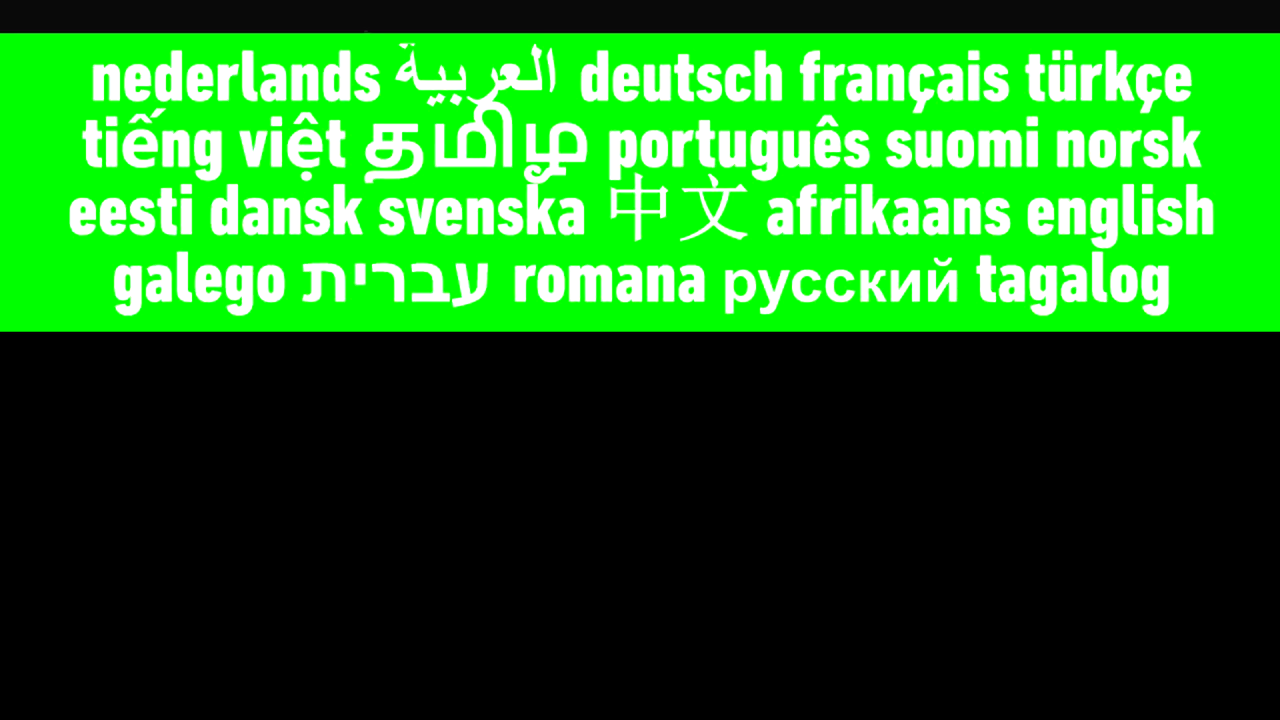 nederlands العربية deutsch français türkçe
tiếng việt தமிழ் português suomi norsk
eesti dansk svenska 中文 afrikaans english
galego עברית romana русский tagalog